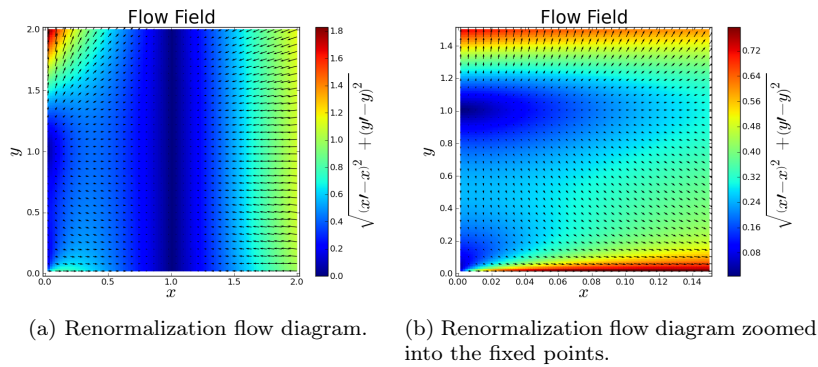 Flow Field
2.0
1.5
1.0
0.5
0.0
0.0 0.5 1.0 1.5 2.0
y
x
1.8
1.6
1.4
1.2
1.0
0.8
0.6
0.4
0.2
0.0
√(x′−x)² +(y′−y)²
Flow Field
1.4
1.2
1.0
0.8
0.6
0.4
0.2
0.0
0.00 0.02 0.04 0.06 0.08 0.10 0.12 0.14
y
x
0.72
0.64
0.56
0.48
0.40
0.32
0.24
0.16
0.08
√(x′−x)² +(y′−y)²
(a) Renormalization flow diagram.
(b) Renormalization flow diagram zoomed
into the fixed points.